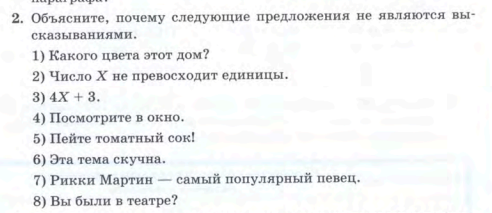 2. Объясните, почему следующие предложения не являются вы-
сказываниями.
1) Какого цвета этот дом?
2) Число X не превосходит единицы.
3) 4X + 3.
4) Посмотрите в окно.
5) Пейте томатный сок!
6) Эта тема скучна.
7) Рикки Мартин — самый популярный певец.
8) Вы были в театре?